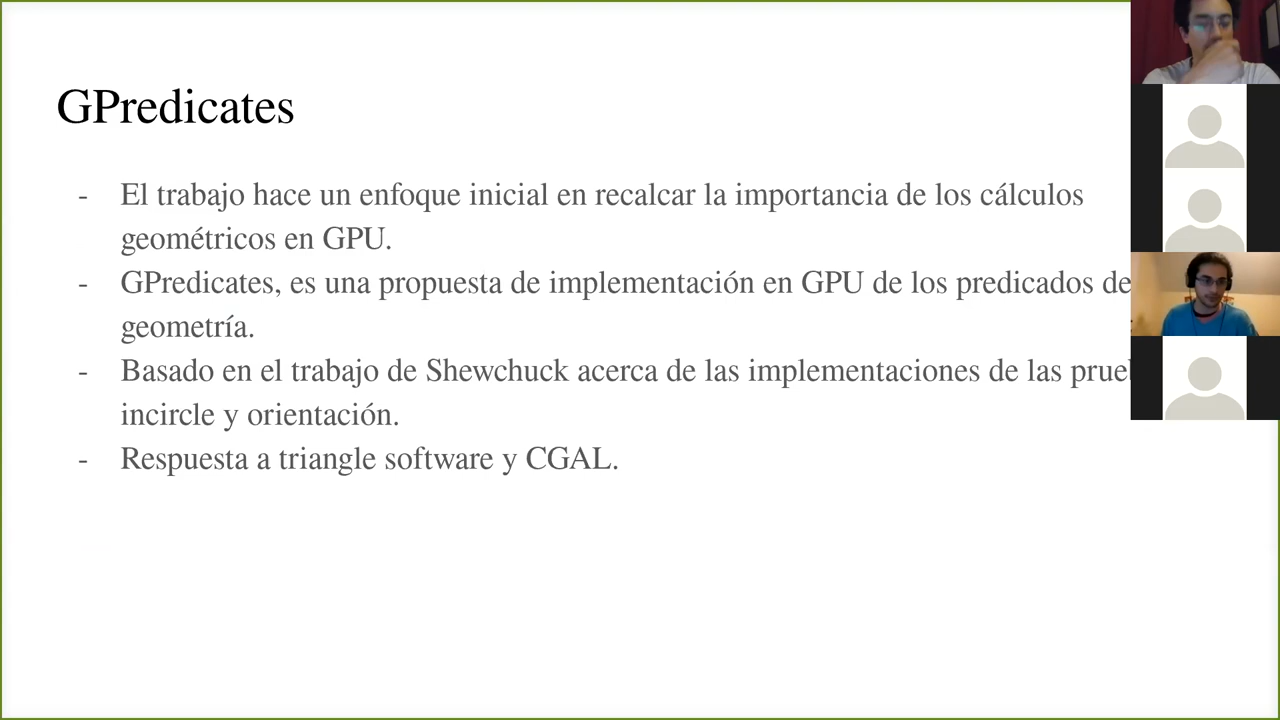 GPredicates
- El trabajo hace un enfoque inicial en recalcar la importancia de los cálculos
geométricos en GPU.
- GPredicates, es una propuesta de implementación en GPU de los predicados de
geometría.
- Basado en el trabajo de Shewchuck acerca de las implementaciones de las
incircle y orientación.
- Respuesta a triangle software y CGAL.